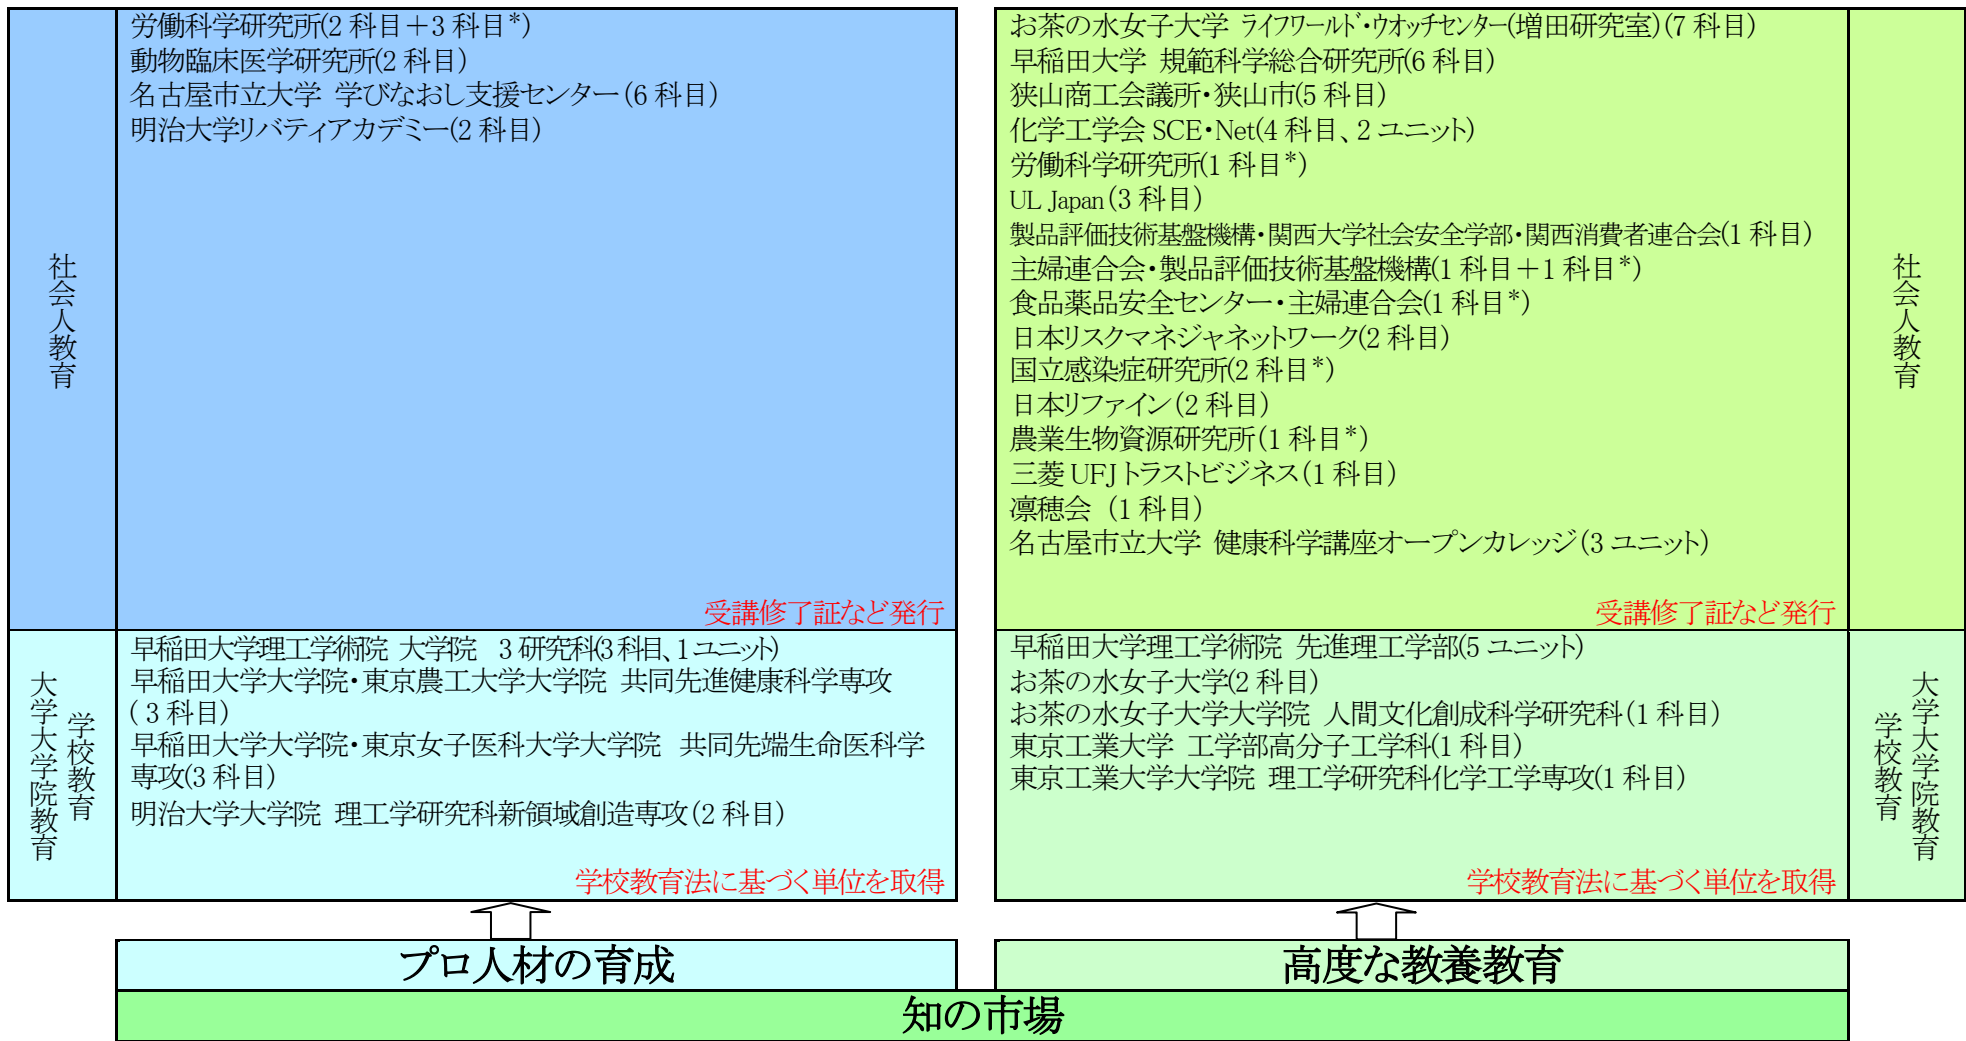 社会人教育
労働科学研究所(2 科目＋3 科目*)
動物臨床医学研究所(2 科目)
名古屋市立大学 学びなおし支援センター(6 科目)
明治大学リバティアカデミー(2 科目)
受講修了証など発行
学校教育
大学大学院教育
早稲田大学理工学術院 大学院 3 研究科(3 科目、1 ユニット)
早稲田大学大学院・東京農工大学大学院 共同先進健康科学専攻
( 3 科目)
早稲田大学大学院・東京女子医科大学大学院 共同先端生命医科学
専攻(3 科目)
明治大学大学院 理工学研究科新領域創造専攻(2 科目)
学校教育法に基づく単位を取得
お茶の水女子大学 ライフワールド・ウオッチセンター(増田研究室)(7 科目)
早稲田大学 規範科学総合研究所(6 科目)
狭山商工会議所・狭山市(5 科目)
化学工学会 SCE・Net(4 科目、2 ユニット)
労働科学研究所(1 科目*)
UL Japan(3 科目)
製品評価技術基盤機構・関西大学社会安全学部・関西消費者連合会(1 科目)
主婦連合会・製品評価技術基盤機構(1 科目＋1 科目*)
食品薬品安全センター・主婦連合会(1 科目*)
日本リスクマネジャネットワーク(2 科目)
国立感染症研究所(2 科目*)
日本リファイン(2 科目)
農業生物資源研究所(1 科目*)
三菱 UFJ トラストビジネス(1 科目)
凛穂会 (1 科目)
名古屋市立大学 健康科学講座オープンカレッジ(3 ユニット)
受講修了証など発行
社会人教育
早稲田大学理工学術院 先進理工学部(5 ユニット)
お茶の水女子大学(2 科目)
お茶の水女子大学大学院 人間文化創成科学研究科(1 科目)
東京工業大学 工学部高分子工学科(1 科目)
東京工業大学大学院 理工学研究科化学工学専攻(1 科目)
学校教育法に基づく単位を取得
大学大学院教育
学校教育
プロ人材の育成
高度な教養教育
知の市場